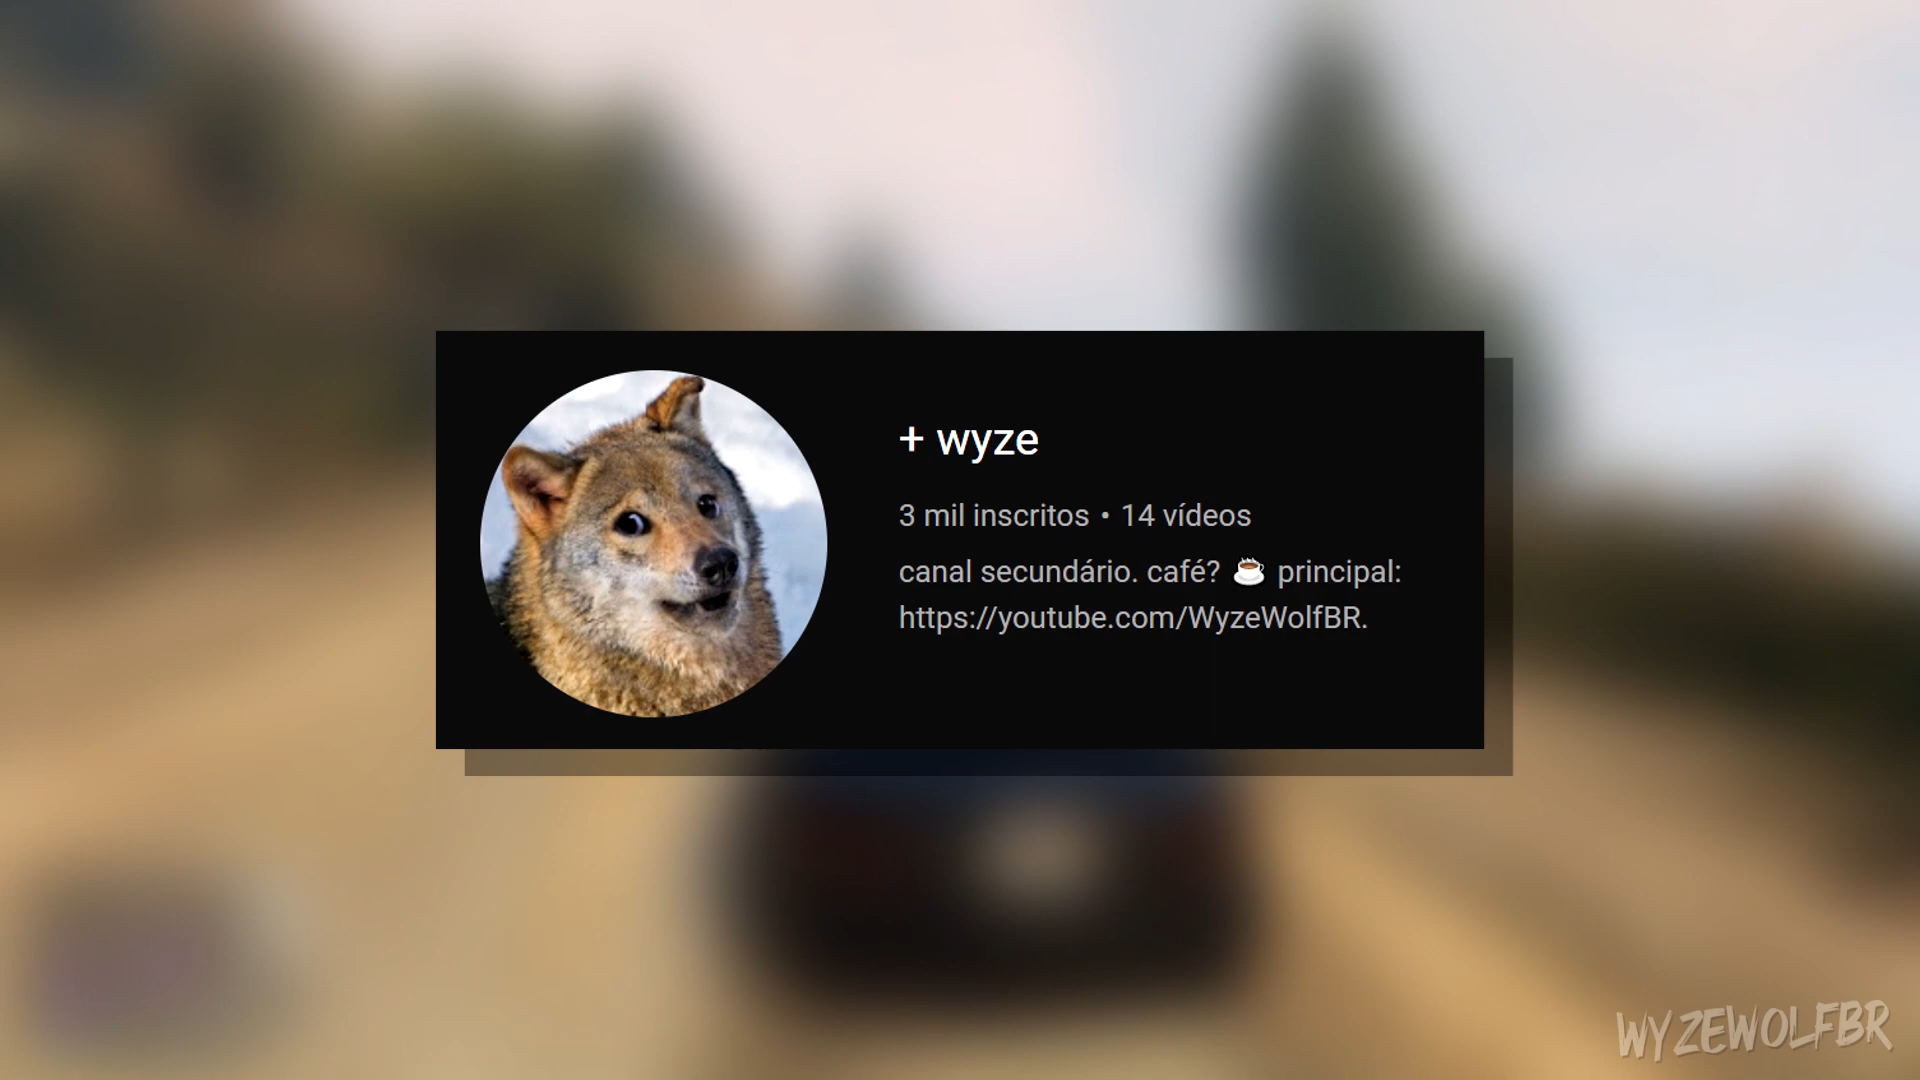 + wyze
3 mil inscritos • 14 vídeos
canal secundário. café? ☕ principal:
https://youtube.com/WyzeWolfBR.
WYZEWOLFBR